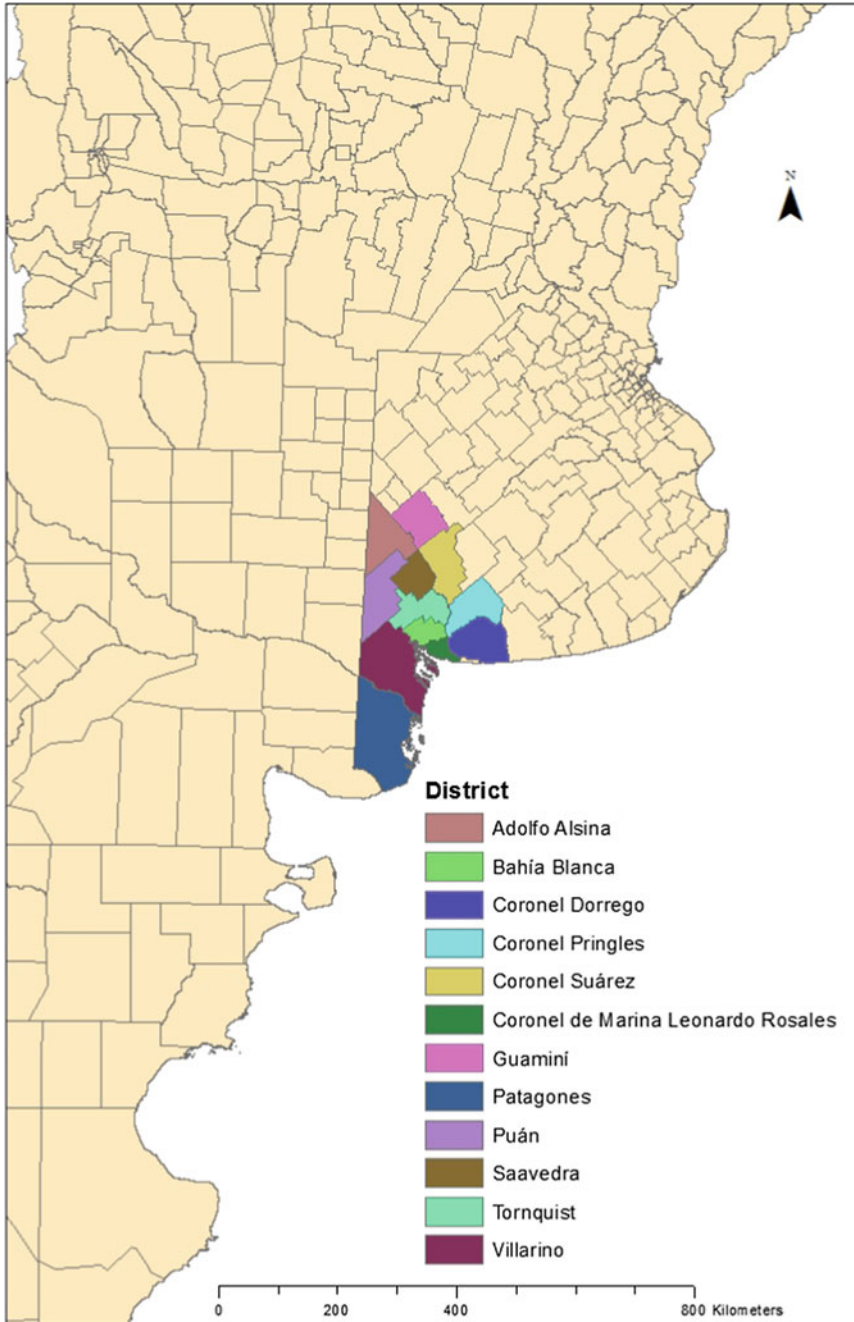 N
District
Adolfo Alsina
Bahía Blanca
Coronel Dorrego
Coronel Pringles
Coronel Suárez
Coronel de Marina Leonardo Rosales
Guaminí
Patagones
Puán
Saavedra
Tornquist
Villarino
0 200 400 800 Kilometers